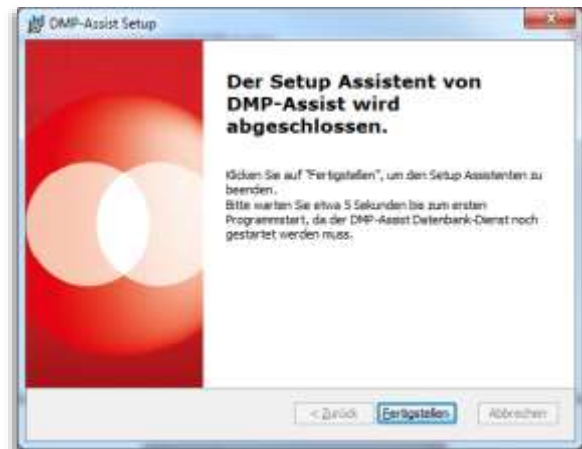 DMP-Assist Setup
Der Setup Assistent von
DMP-Assist wird
abgeschlossen.
Klicken Sie auf "Fertigstellen", um den Setup Assistenten zu
beenden.
Bitte warten Sie etwa 5 Sekunden bis zum ersten
Programmstart, da der DMP-Assist Datenbank-Dienst noch
gestartet werden muss.
< Zurück
Fertigstellen
Abbrechen